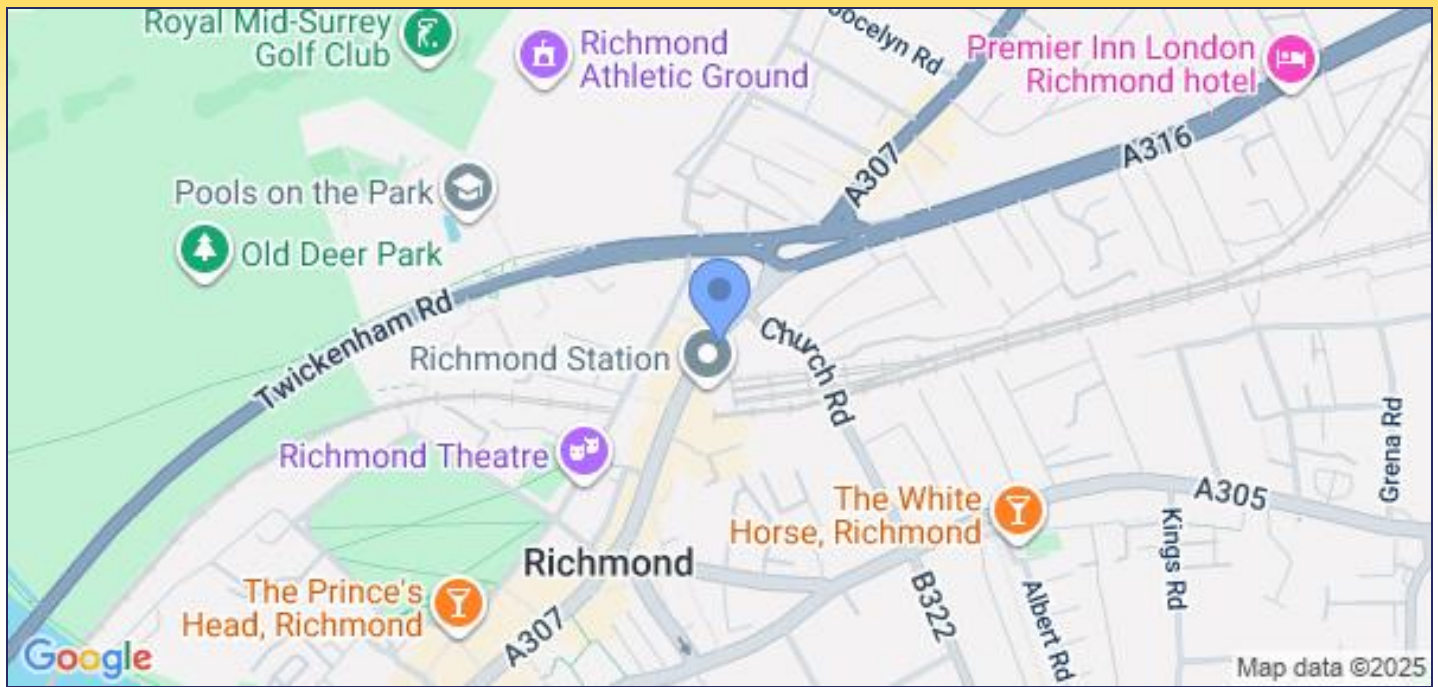 Royal Mid-Surrey
Golf Club
Richmond
Athletic Ground
Jocelyn Rd
Premier Inn London
Richmond hotel
A307
A316
Pools on the Park
Old Deer Park
Twickenham Rd
Richmond Station
Church Rd
Richmond Theatre
The White
Horse, Richmond
A305
Grena Rd
Kings Rd
Richmond
The Prince's
Head, Richmond
A307
B322
Albert Rd
Google
Map data ©2025